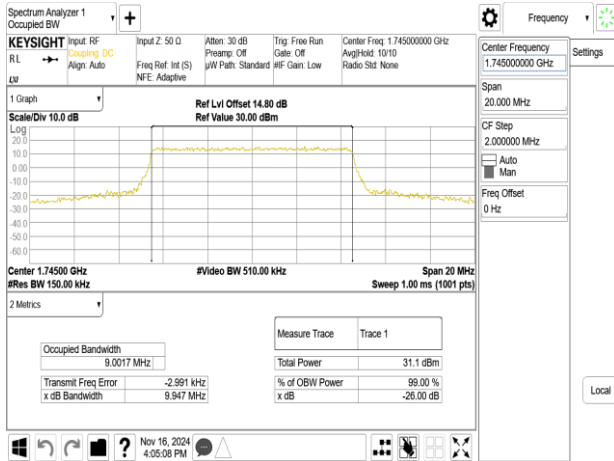 Spectrum Analyzer 1
Occupied BW
+
Frequency
KEYSIGHT
RL
LXI
Input: RF
Coupling: DC
Align: Auto
Input Z: 50 Ω
Freq Ref: Int (S)
NFE: Adaptive
Atten: 30 dB
Preamp: Off
µW Path: Standard
Trig: Free Run
Gate: Off
#IF Gain: Low
Center Freq: 1.745000000 GHz
Avg|Hold: 10/10
Radio Std: None
Center Frequency
1.745000000 GHz
Settings
Span
20.000 MHz
CF Step
2.000000 MHz
Auto
Man
Freq Offset
0 Hz
Local
1 Graph
Scale/Div 10.0 dB
Ref Lvl Offset 14.80 dB
Ref Value 30.00 dBm
Log
20.0
10.0
0.00
-10.0
-20.0
-30.0
-40.0
-50.0
-60.0
Center 1.74500 GHz
#Video BW 510.00 kHz
Span 20 MHz
#Res BW 150.00 kHz
Sweep 1.00 ms (1001 pts)
2 Metrics
Measure Trace
Trace 1
Occupied Bandwidth
9.0017 MHz
Total Power
31.1 dBm
Transmit Freq Error
-2.991 kHz
% of OBW Power
99.00 %
x dB Bandwidth
9.947 MHz
x dB
-26.00 dB
?
Nov 16, 2024
4:05:08 PM